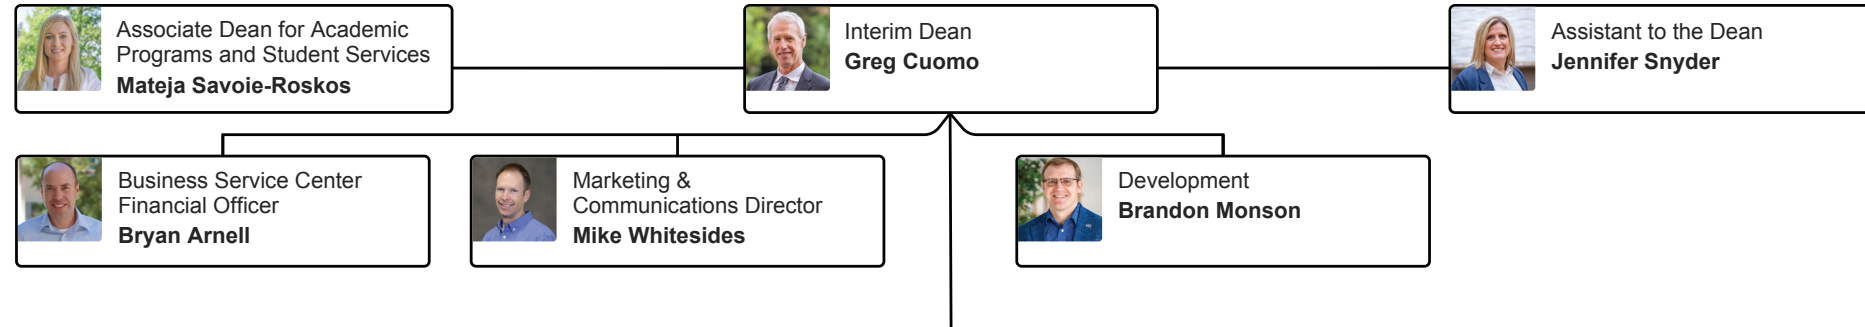 Associate Dean for Academic
Programs and Student Services
Mateja Savoie-Roskos
Interim Dean
Greg Cuomo
Assistant to the Dean
Jennifer Snyder
Business Service Center
Financial Officer
Bryan Arnell
Marketing &
Communications Director
Mike Whitesides
Development
Brandon Monson